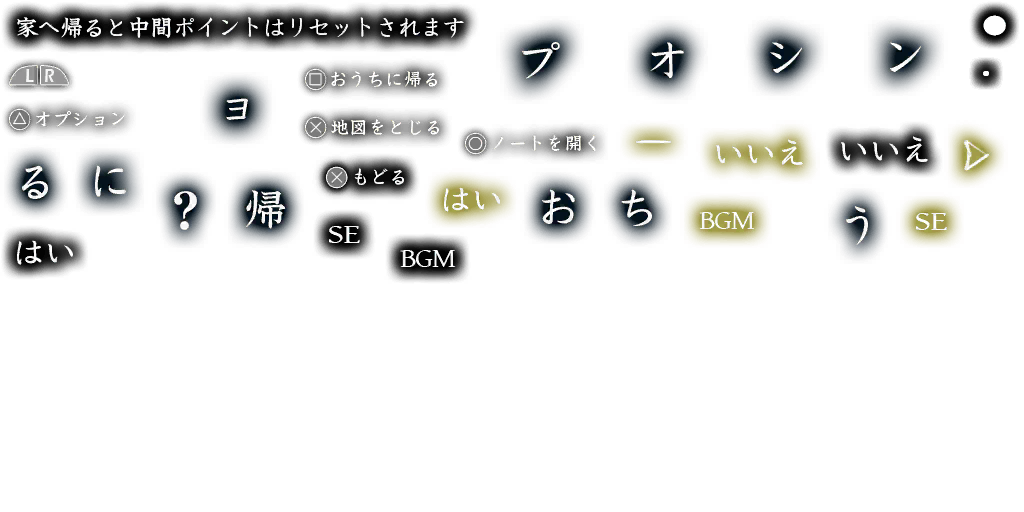 家へ帰ると中間ポイントはリセットされます
プ オ シ ン
L R
□おうちに帰る
△オプション
ョ
×地図をとじる
○ノートを開く
ー
いいえ
いいえ
る に
?
帰
×もどる
はい
お ち
BGM
う
SE
はい
SE
BGM